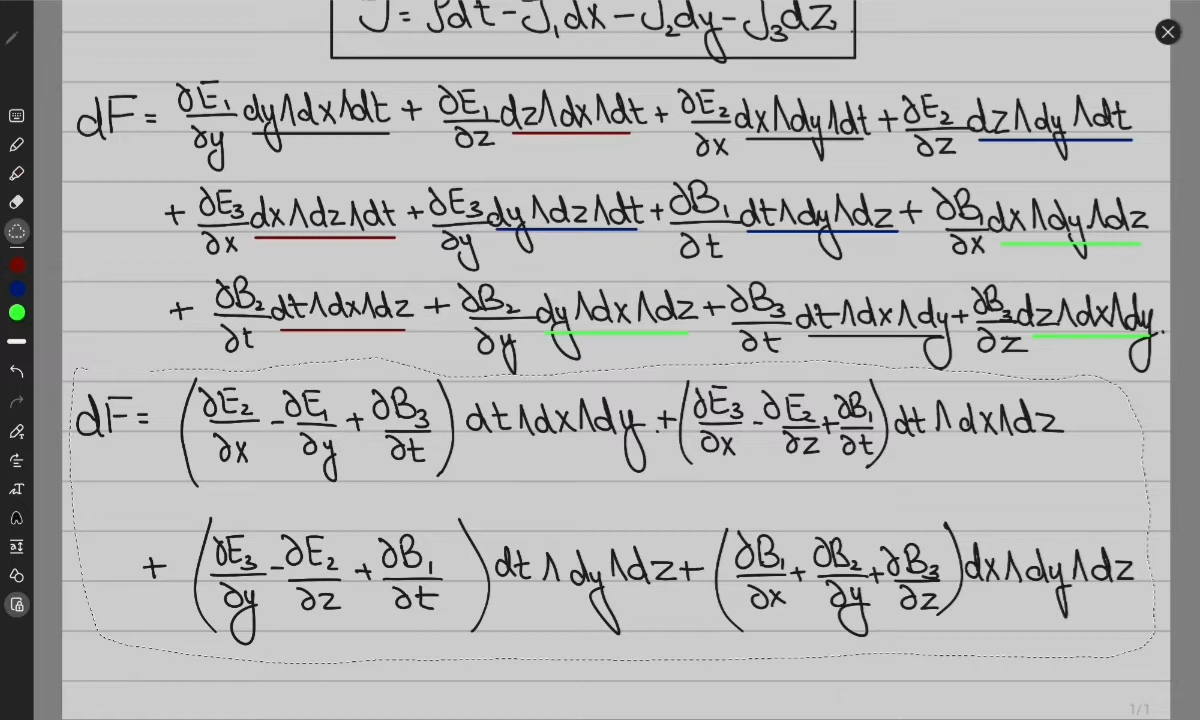 J = ρdt - J₁dx - J₂dy - J₃dz
dF = ∂E₁/∂y dy∧dx∧dt + ∂E₁/∂z dz∧dx∧dt + ∂E₂/∂x dx∧dy∧dt + ∂E₂/∂z dz∧dy∧dt
+ ∂E₃/∂x dx∧dz∧dt + ∂E₃/∂y dy∧dz∧dt + ∂B₁/∂t dt∧dy∧dz + ∂B₁/∂x dx∧dy∧dz
+ ∂B₂/∂t dt∧dx∧dz + ∂B₂/∂y dy∧dx∧dz + ∂B₃/∂t dt∧dx∧dy + ∂B₃/∂z dz∧dx∧dy.
dF = (∂E₂/∂x - ∂E₁/∂y + ∂B₃/∂t) dt∧dx∧dy + (∂E₃/∂x - ∂E₂/∂z + ∂B₁/∂t) dt∧dx∧dz
+ (∂E₃/∂y - ∂E₂/∂z + ∂B₁/∂t) dt∧dy∧dz + (∂B₁/∂x + ∂B₂/∂y + ∂B₃/∂z) dx∧dy∧dz
1/1